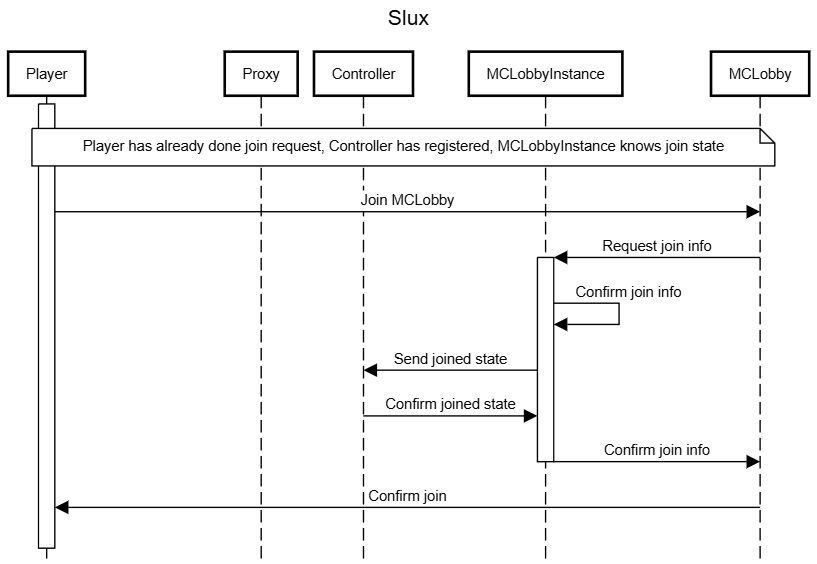 Slux
Player
Proxy
Controller
MCLobbyInstance
MCLobby
Player has already done join request, Controller has registered, MCLobbyInstance knows join state
Join MCLobby
Request join info
Confirm join info
Send joined state
Confirm joined state
Confirm join info
Confirm join